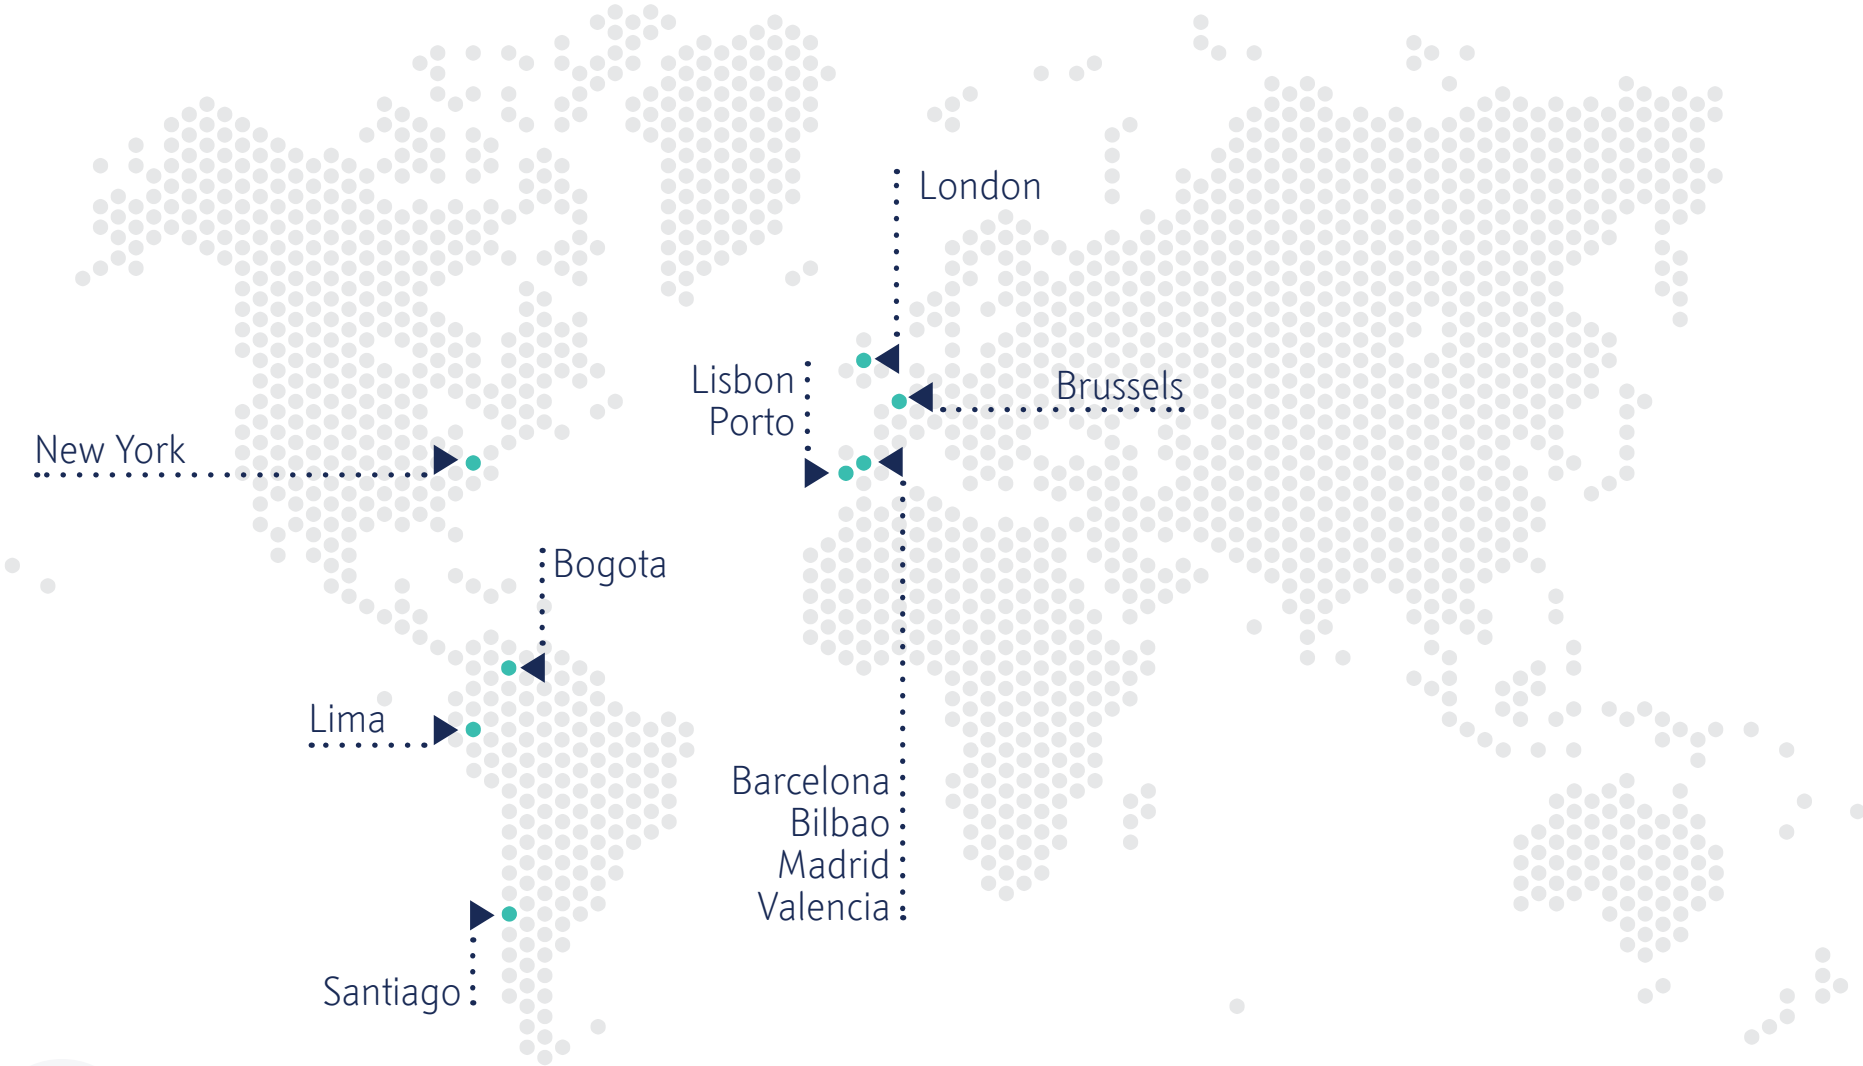 London
Lisbon
Porto
Brussels
New York
Bogota
Lima
Barcelona
Bilbao
Madrid
Valencia
Santiago